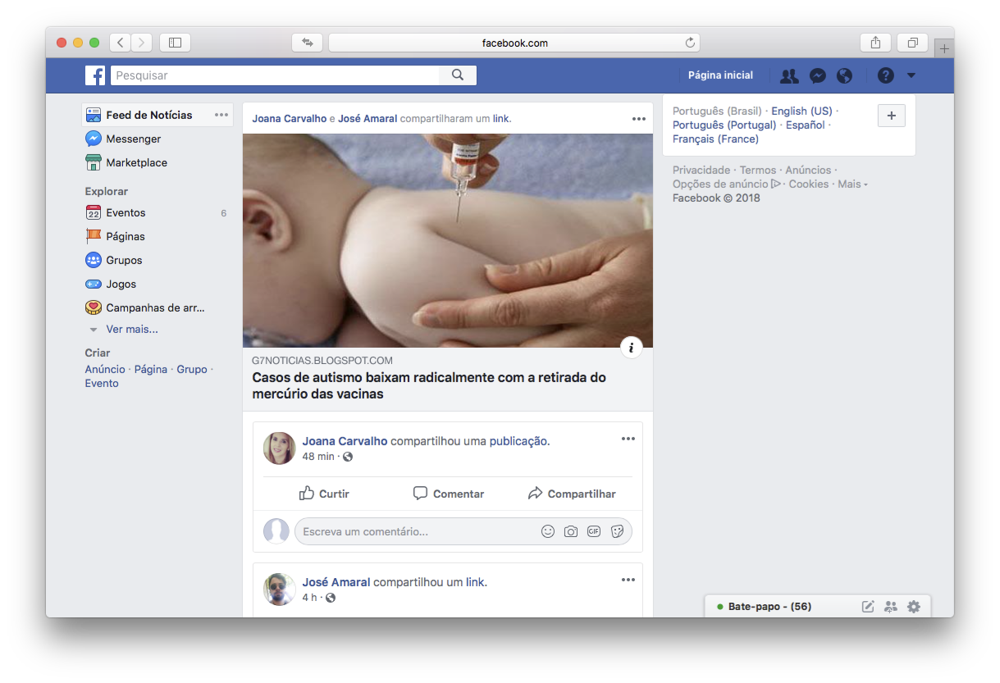 facebook.com
Pesquisar
Página inicial
Feed de Notícias
Messenger
Marketplace
Explorar
22 Eventos 6
Páginas
Grupos
Jogos
Campanhas de arr...
Ver mais...
Criar
Anúncio · Página · Grupo ·
Evento
Joana Carvalho e José Amaral compartilharam um link.
G7NOTICIAS.BLOGSPOT.COM
Casos de autismo baixam radicalmente com a retirada do
mercúrio das vacinas
Joana Carvalho compartilhou uma publicação.
48 min ·
Curtir Comentar Compartilhar
Escreva um comentário... GIF
José Amaral compartilhou um link.
4 h ·
Português (Brasil) · English (US) ·
Português (Portugal) · Español ·
Français (France)
Privacidade · Termos · Anúncios ·
Opções de anúncio · Cookies · Mais
Facebook © 2018
Bate-papo - (56)